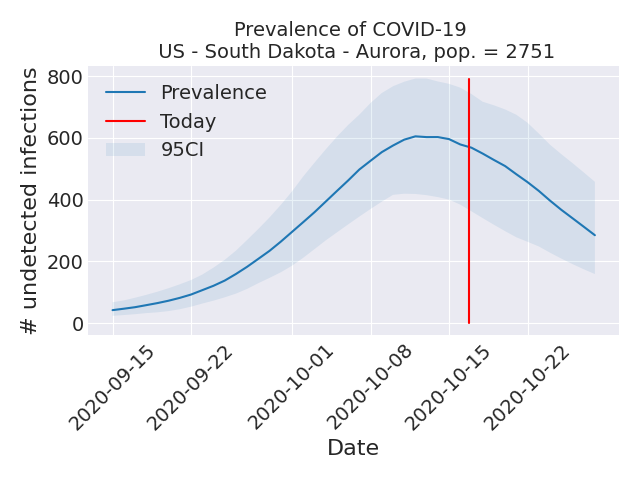 Prevalence of COVID-19
US - South Dakota - Aurora, pop. = 2751
# undetected infections
800
600
400
200
0
Prevalence
Today
95CI
2020-09-15
2020-09-22
2020-10-01
2020-10-08
2020-10-15
2020-10-22
Date